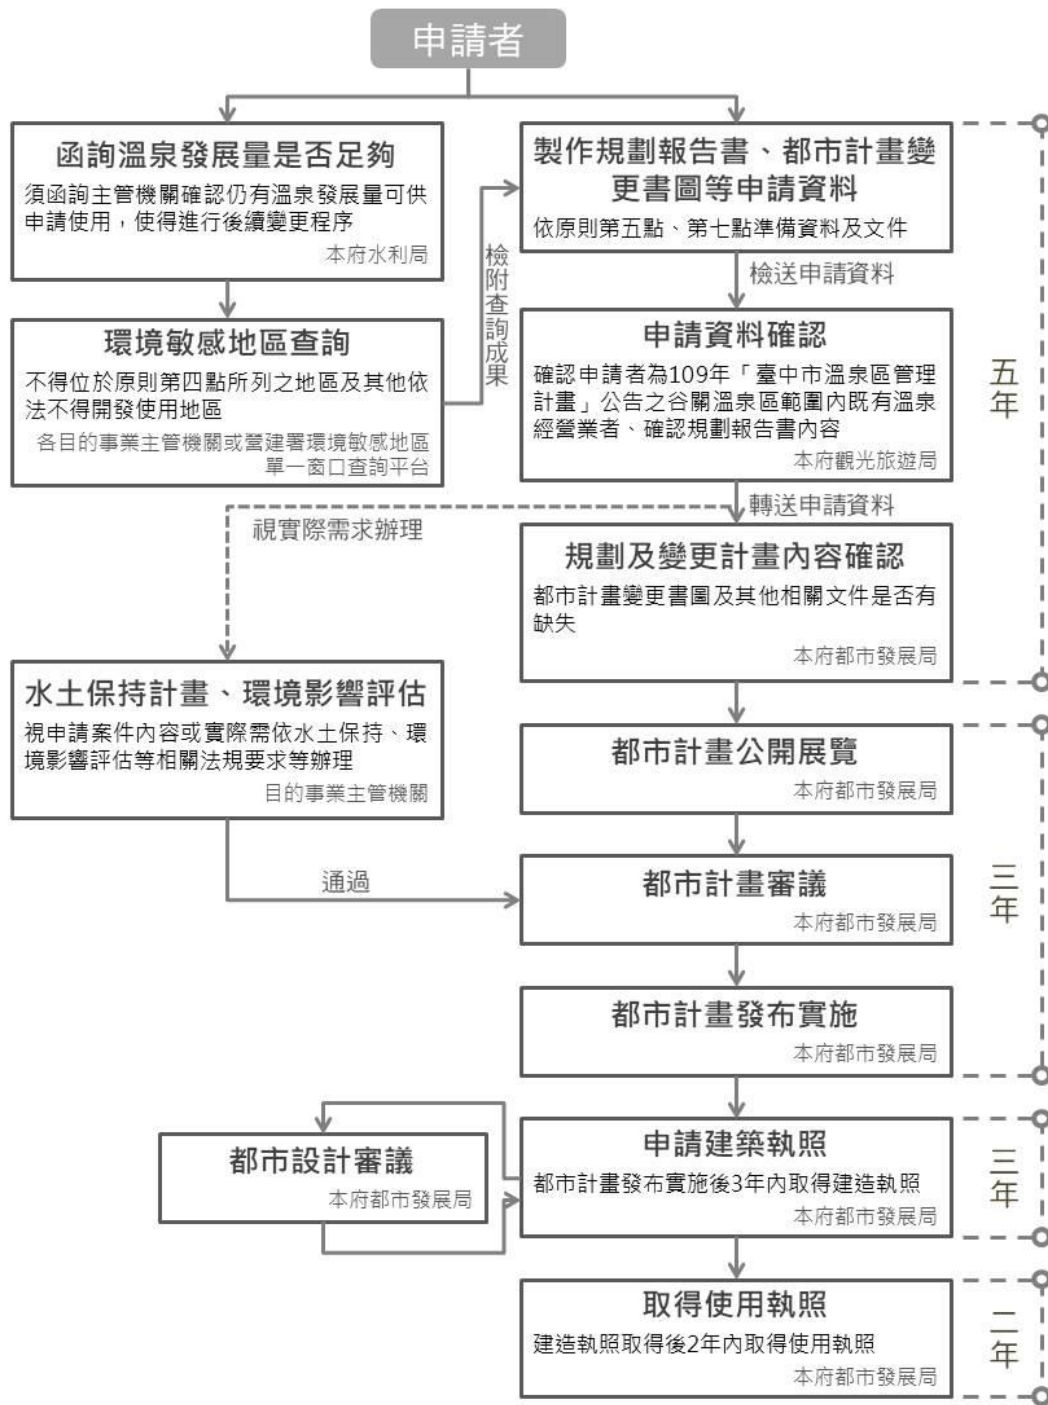 申請者
函詢溫泉發展量是否足夠
須函詢主管機關確認仍有溫泉發展量可供
申請使用，使得進行後續變更程序
本府水利局
環境敏感地區查詢
不得位於原則第四點所列之地區及其他依
法不得開發使用地區
各目的事業主管機關或營建署環境敏感地區
單一窗口查詢平台
檢附查詢成果
製作規劃報告書、都市計畫變
更書圖等申請資料
依原則第五點、第七點準備資料及文件
檢送申請資料
申請資料確認
確認申請者為109年「臺中市溫泉區管理
計畫」公告之谷關溫泉區範圍內既有溫泉
經營業者、確認規劃報告書內容
本府觀光旅遊局
轉送申請資料
視實際需求辦理
規劃及變更計畫內容確認
都市計畫變更書圖及其他相關文件是否有
缺失
本府都市發展局
五年
水土保持計畫、環境影響評估
視申請案件內容或實際需依水土保持、環
境影響評估等相關法規要求等辦理
目的事業主管機關
通過
都市計畫公開展覽
本府都市發展局
都市計畫審議
本府都市發展局
都市計畫發布實施
本府都市發展局
三年
都市設計審議
本府都市發展局
申請建築執照
都市計畫發布實施後3年內取得建造執照
本府都市發展局
三年
取得使用執照
建造執照取得後2年內取得使用執照
本府都市發展局
二年